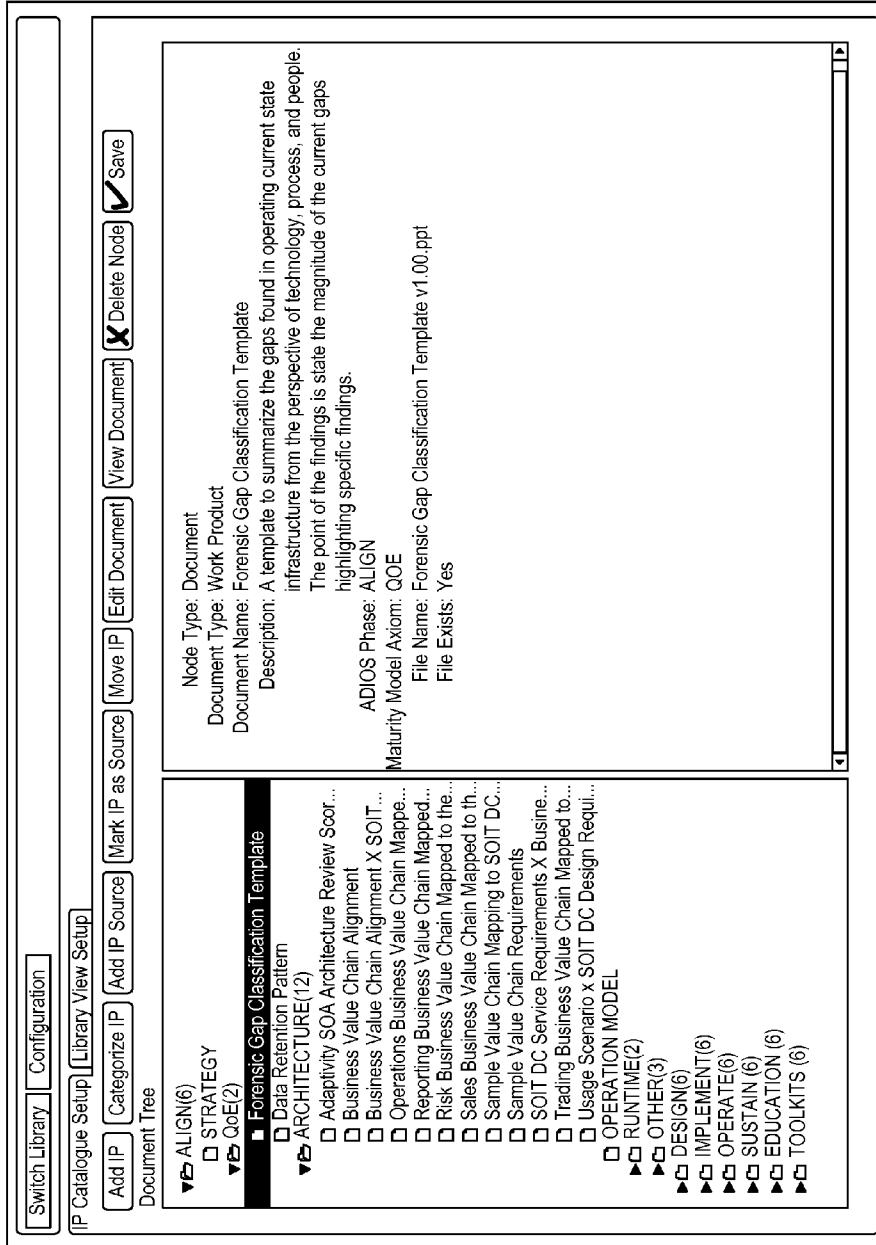 Switch Library Configuration
IP Catalogue Setup Library View Setup
Add IP Categorize IP Add IP Source Mark IP as Source Move IP Edit Document View Document Delete Node Save
Document Tree
ALIGN(6)
STRATEGY
QoE(2)
Forensic Gap Classification Template
Data Retention Pattern
ARCHITECTURE(12)
Adaptivity SOA Architecture Review Scor...
Business Value Chain Alignment
Business Value Chain Alignment X SOIT...
Operations Business Value Chain Mappe...
Reporting Business Value Chain Mapped...
Risk Business Value Chain Mapped to the...
Sales Business Value Chain Mapped to th...
Sample Value Chain Mapping to SOIT DC...
Sample Value Chain Requirements
SOIT DC Service Requirements X Busine...
Trading Business Value Chain Mapped to...
Usage Scenario x SOIT DC Design Requi...
OPERATION MODEL
RUNTIME(2)
OTHER(3)
DESIGN(6)
IMPLEMENT(6)
OPERATE(6)
SUSTAIN (6)
EDUCATION (6)
TOOLKITS (6)
Node Type: Document
Document Type: Work Product
Document Name: Forensic Gap Classification Template
Description: A template to summarize the gaps found in operating current state
infrastructure from the perspective of technology, process, and people.
The point of the findings is state the magnitude of the current gaps
highlighting specific findings.
ADIOS Phase: ALIGN
Maturity Model Axiom: QOE
File Name: Forensic Gap Classification Template v1.00.ppt
File Exists: Yes